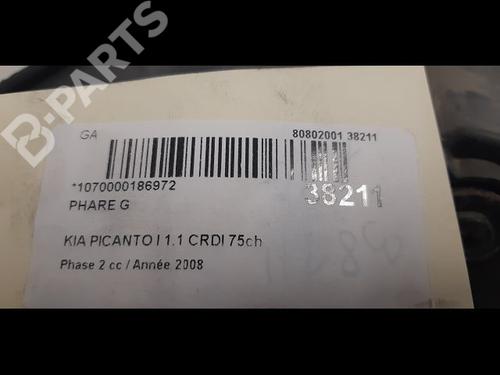 B-PARTS
GA
80802001 38211
*1070000186972
38211
PHARE G
KIA PICANTO I 1.1 CRDI 75ch
Phase 2 cc / Année 2008